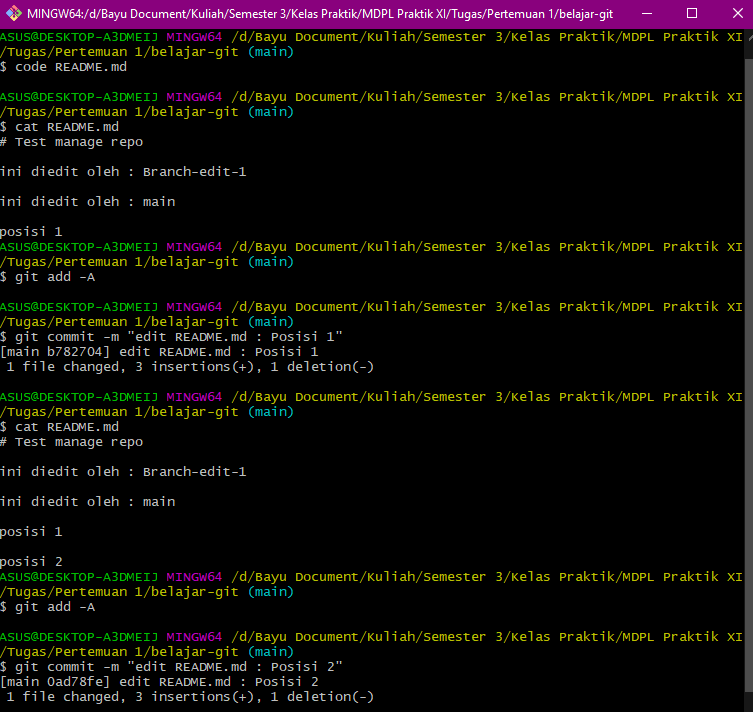 MINGW64:/d/Bayu Document/Kuliah/Semester 3/Kelas Praktik/MDPL Praktik XI/Tugas/Pertemuan 1/belajar-git
ASUS@DESKTOP-A3DMEIJ MINGW64 /d/Bayu Document/Kuliah/Semester 3/Kelas Praktik/MDPL Praktik XI
/Tugas/Pertemuan 1/belajar-git (main)
$ code README.md
ASUS@DESKTOP-A3DMEIJ MINGW64 /d/Bayu Document/Kuliah/Semester 3/Kelas Praktik/MDPL Praktik XI
/Tugas/Pertemuan 1/belajar-git (main)
$ cat README.md
# Test manage repo
ini diedit oleh : Branch-edit-1
ini diedit oleh : main
posisi 1
ASUS@DESKTOP-A3DMEIJ MINGW64 /d/Bayu Document/Kuliah/Semester 3/Kelas Praktik/MDPL Praktik XI
/Tugas/Pertemuan 1/belajar-git (main)
$ git add -A
ASUS@DESKTOP-A3DMEIJ MINGW64 /d/Bayu Document/Kuliah/Semester 3/Kelas Praktik/MDPL Praktik XI
/Tugas/Pertemuan 1/belajar-git (main)
$ git commit -m "edit README.md : Posisi 1"
[main b782704] edit README.md : Posisi 1
 1 file changed, 3 insertions(+), 1 deletion(-)
ASUS@DESKTOP-A3DMEIJ MINGW64 /d/Bayu Document/Kuliah/Semester 3/Kelas Praktik/MDPL Praktik XI
/Tugas/Pertemuan 1/belajar-git (main)
$ cat README.md
# Test manage repo
ini diedit oleh : Branch-edit-1
ini diedit oleh : main
posisi 1
posisi 2
ASUS@DESKTOP-A3DMEIJ MINGW64 /d/Bayu Document/Kuliah/Semester 3/Kelas Praktik/MDPL Praktik XI
/Tugas/Pertemuan 1/belajar-git (main)
$ git add -A
ASUS@DESKTOP-A3DMEIJ MINGW64 /d/Bayu Document/Kuliah/Semester 3/Kelas Praktik/MDPL Praktik XI
/Tugas/Pertemuan 1/belajar-git (main)
$ git commit -m "edit README.md : Posisi 2"
[main 0ad78fe] edit README.md : Posisi 2
 1 file changed, 3 insertions(+), 1 deletion(-)